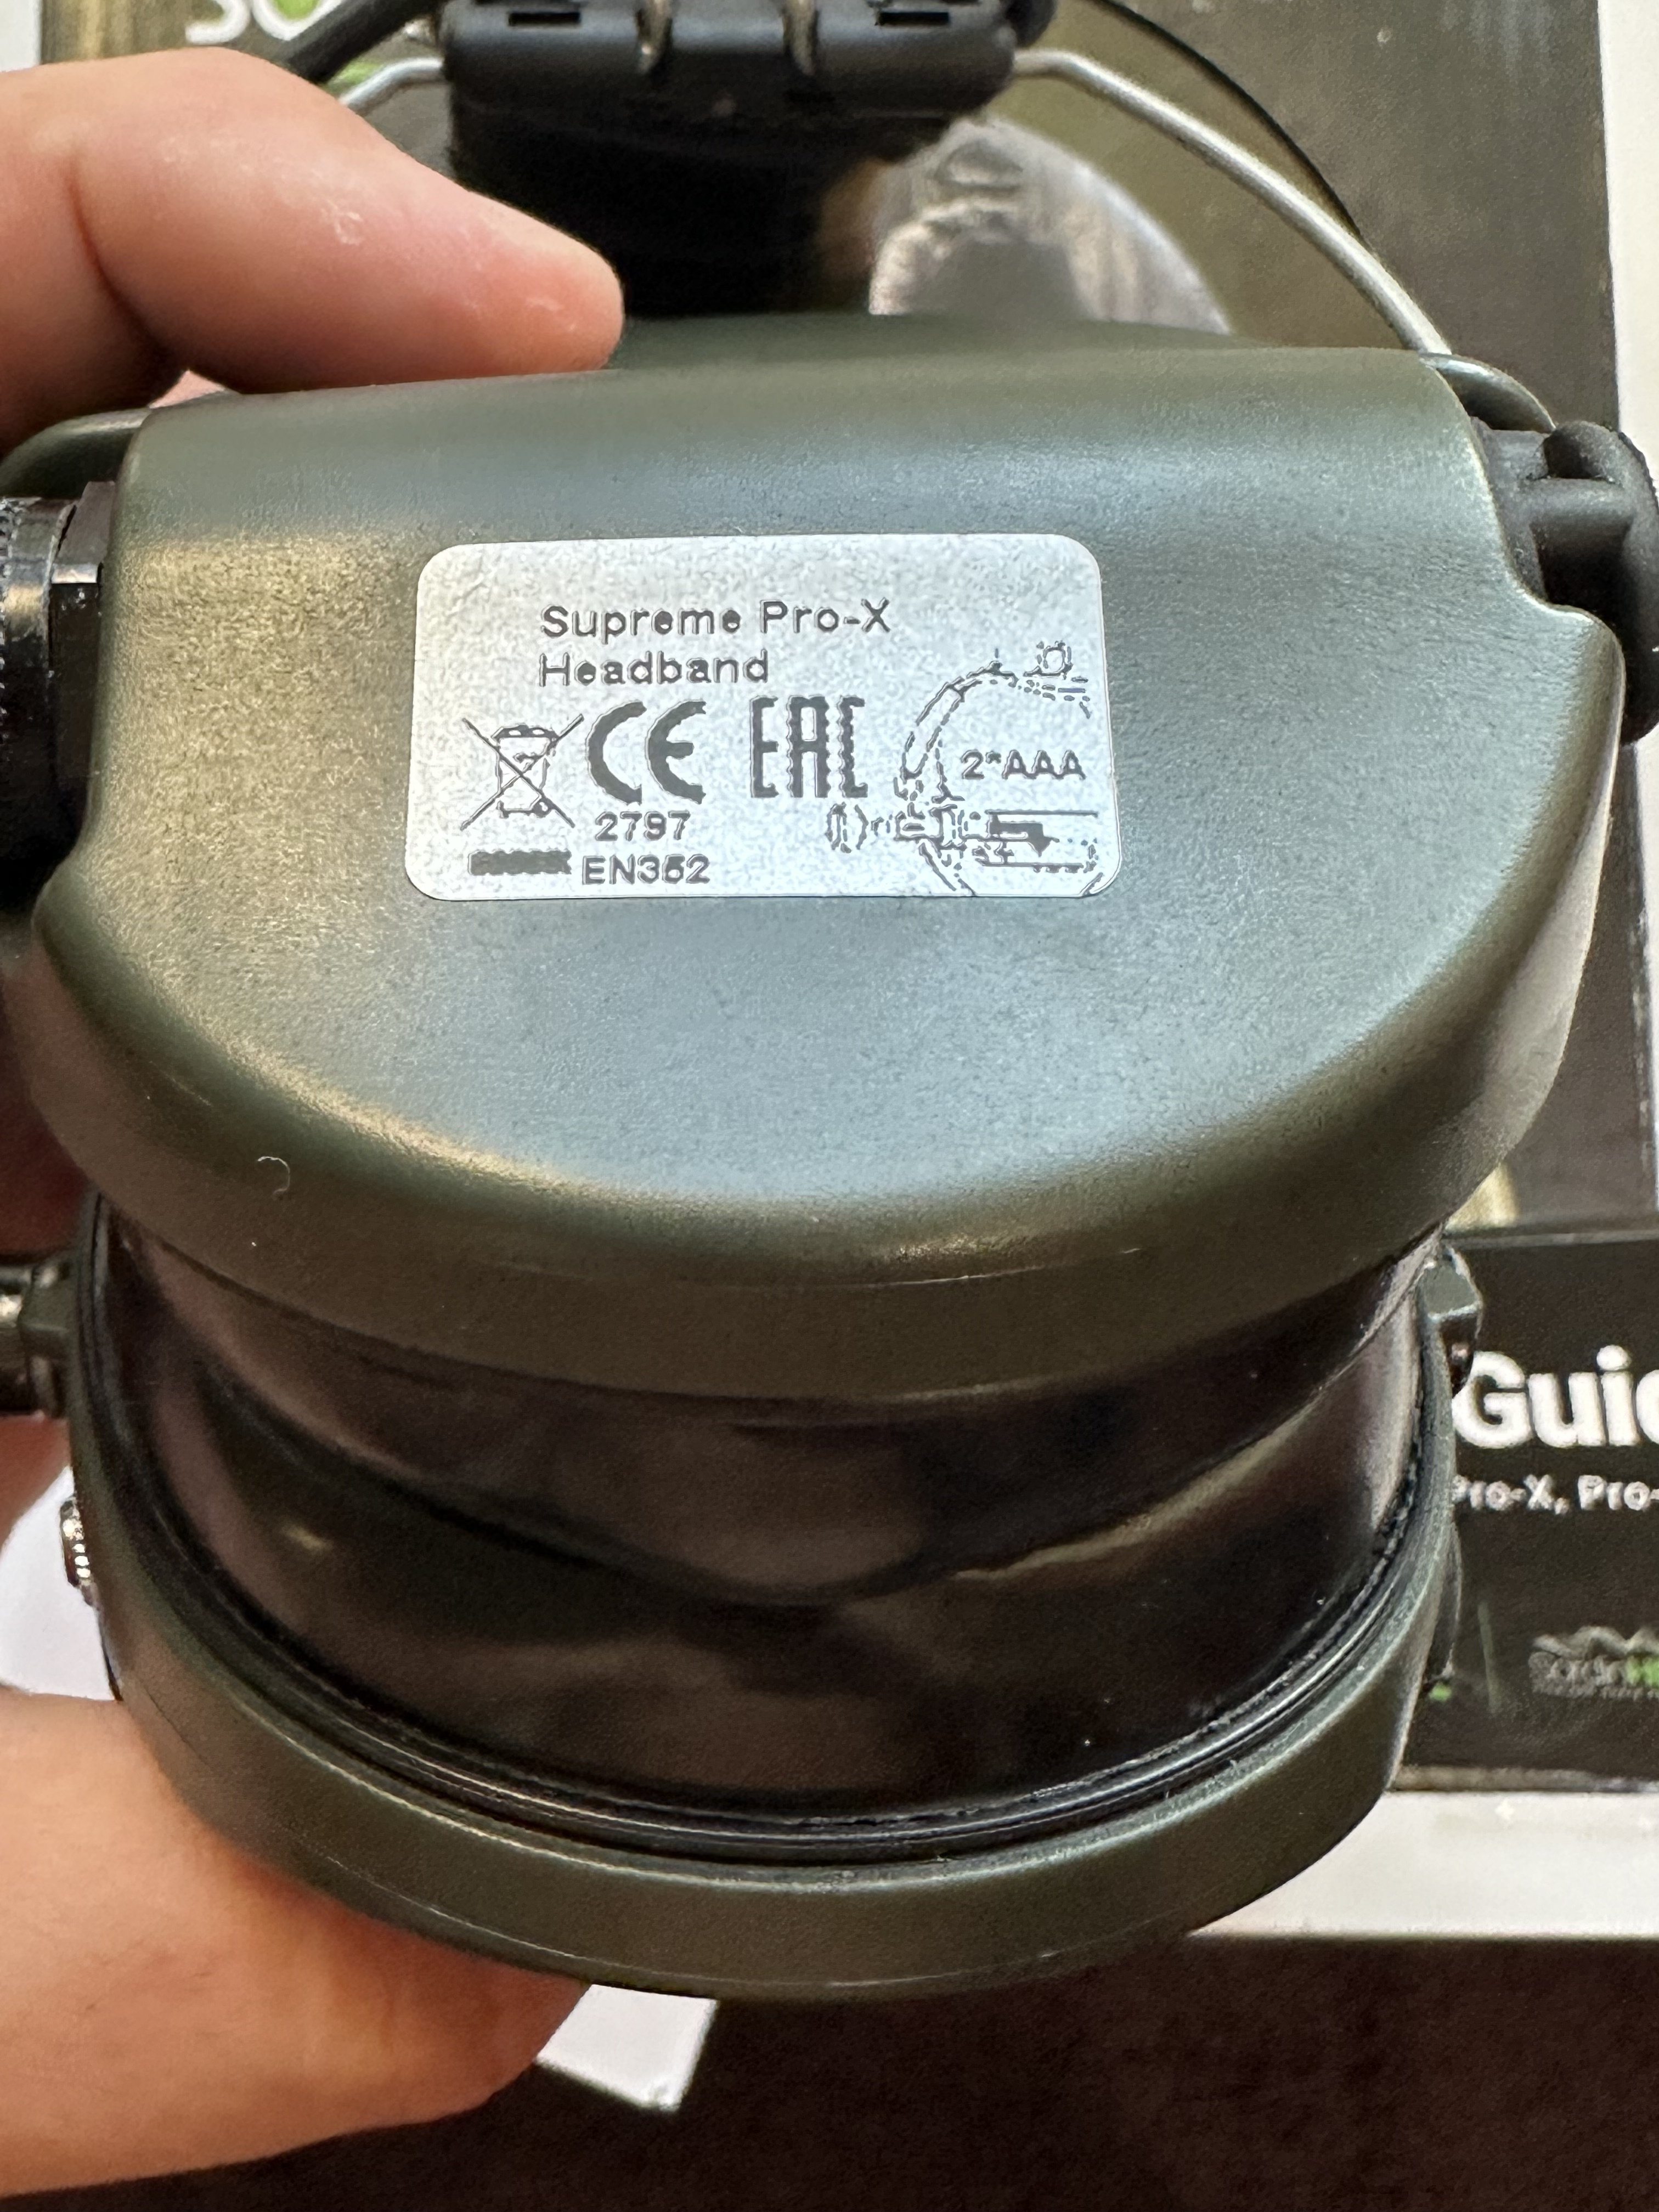 Supreme Pro-X
Headband
CE EAC
2*AAA
2797
EN352
Guid
Pro-X, Pro-